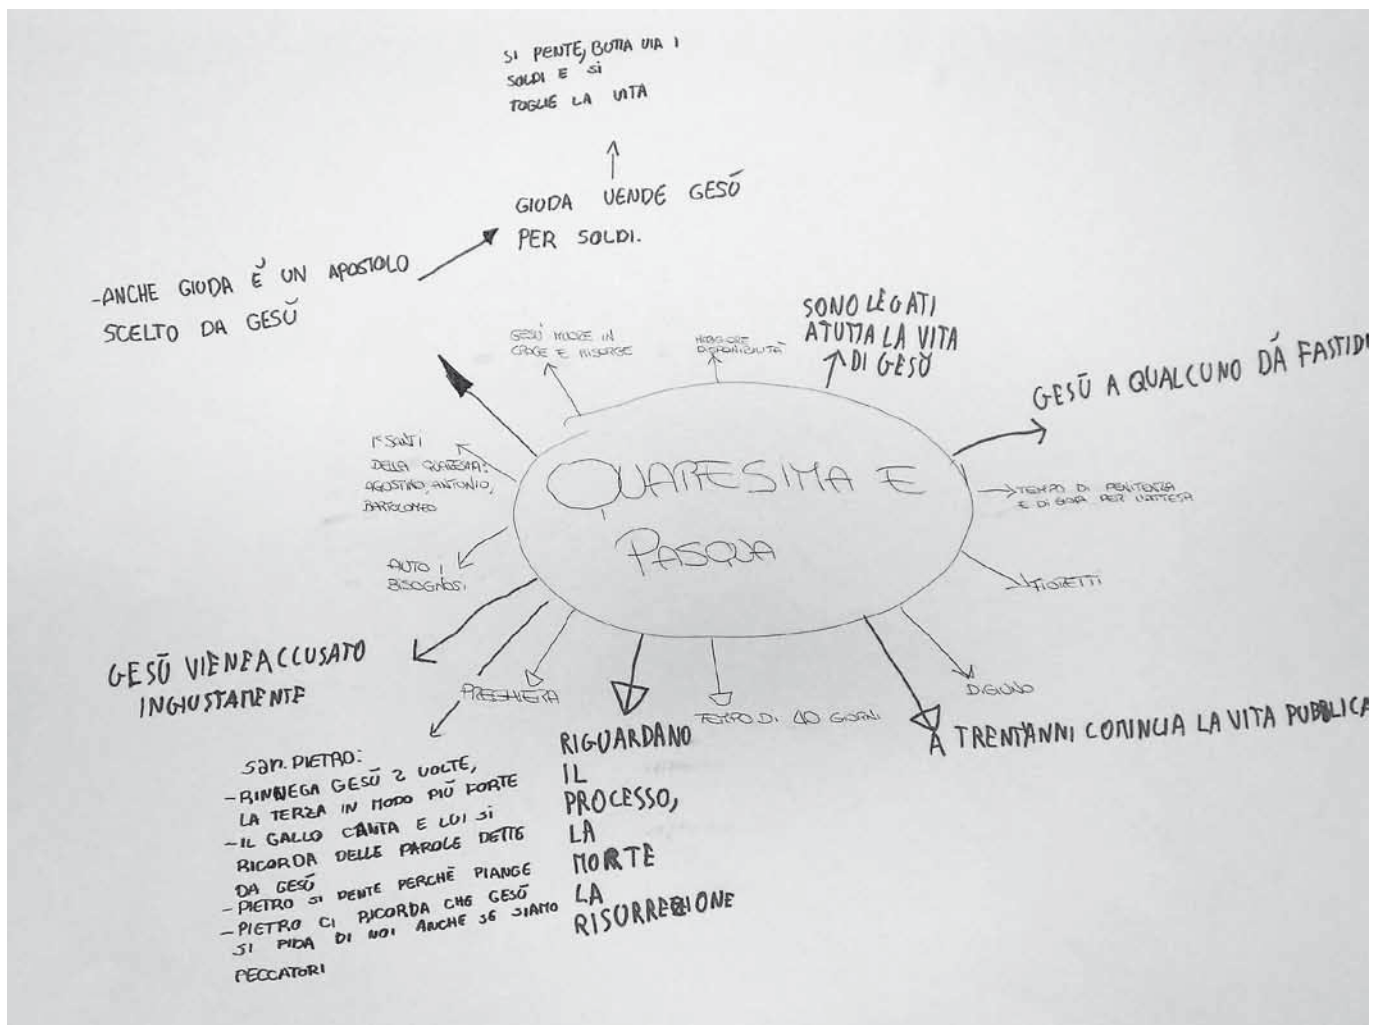 SI PENTE, BUTTA VIA I
SOLDI E SI
TOGLIE LA VITA
GIUDA VENDE GESÙ
PER SOLDI.
-ANCHE GIUDA È UN APOSTOLO
SCELTO DA GESÙ
GESÙ MUORE IN
CROCE E RISORGE
MAGGIORE
DISPONIBILITÀ
SONO LEGATI
A TUTTA LA VITA
DI GESÙ
GESÙ A QUALCUNO DÁ FASTIDI
I SANTI
DELLA QUARESIMA:
AGOSTINO, ANTONIO,
BARTOLOMEO
QUARESIMA E
PASQUA
TEMPO DI PENITENZA
E DI GIOIA PER L'ATTESA
AIUTO I
BISOGNOSI
FIORETTI
GESÙ VIENE ACCUSATO
INGIUSTAMENTE
PREGHIERA
TEMPO DI 40 GIORNI
DIGIUNO
A TRENT'ANNI COMINCIA LA VITA PUBBLICA
RIGUARDANO
IL
PROCESSO,
LA
MORTE
LA
RISURREZIONE
San. PIETRO:
- RINNEGA GESÙ 2 VOLTE,
LA TERZA IN MODO PIÙ FORTE
- IL GALLO CANTA E LUI SI
RICORDA DELLE PAROLE DETTE
DA GESÙ
- PIETRO SI PENTE PERCHÈ PIANGE
- PIETRO CI RICORDA CHE GESÙ
SI FIDA DI NOI ANCHE SE SIAMO
PECCATORI